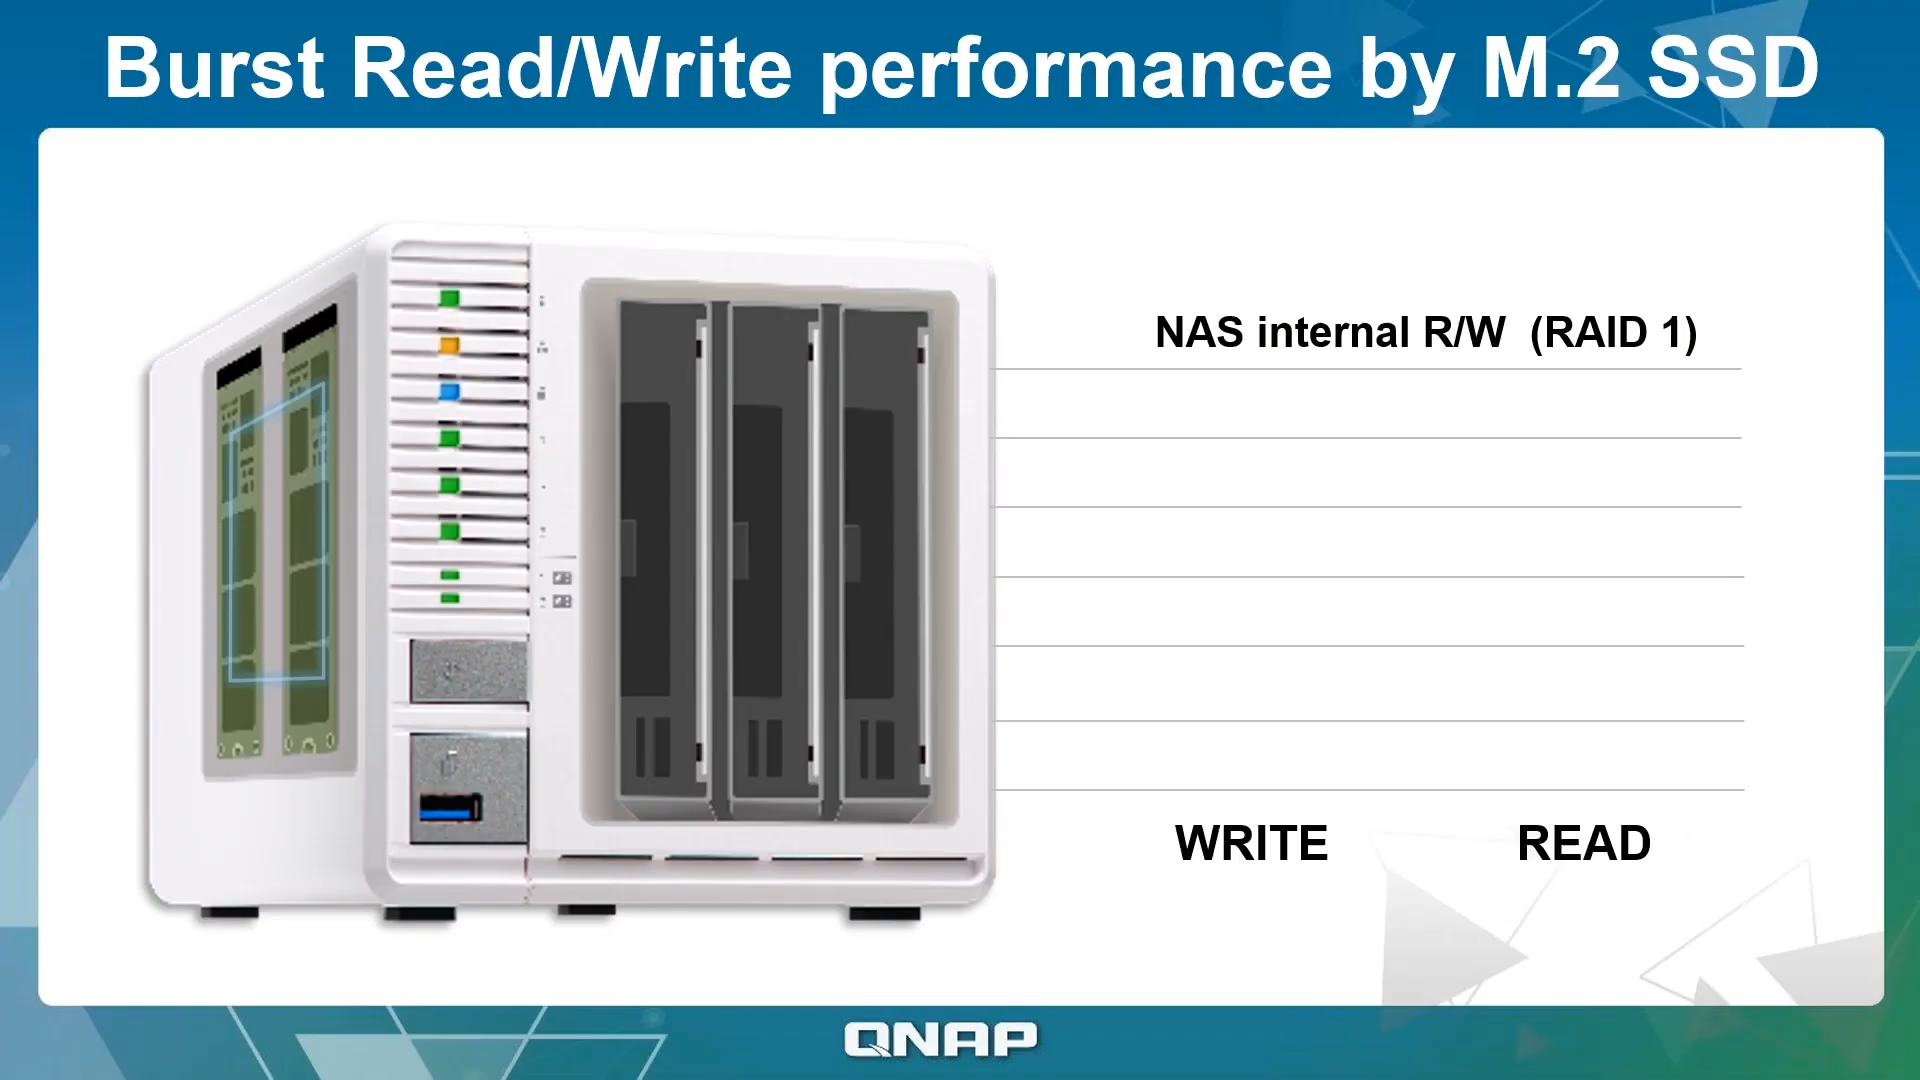 Burst Read/Write performance by M.2 SSD
NAS internal R/W (RAID 1)
WRITE READ
QNAP